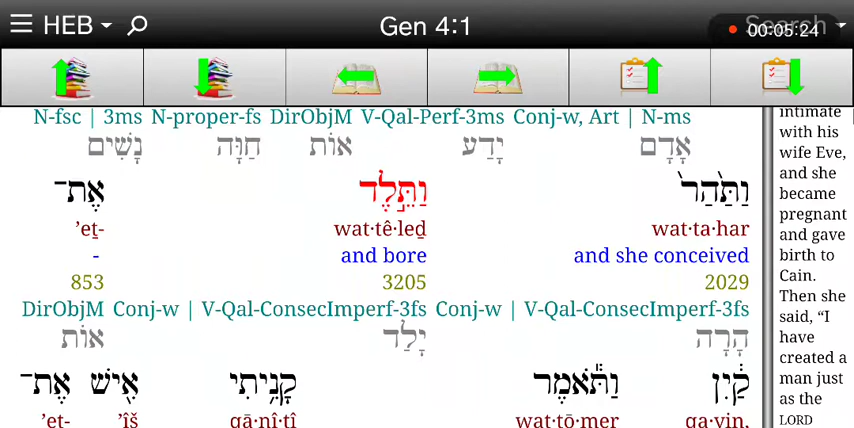 HEB
Gen 4:1
Search
00:05:24
N-fsc | 3ms N-proper-fs DirObjM V-Qal-Perf-3ms Conj-w, Art | N-ms
אָדָם יָדַע אוֹת חַוָּה נָשִׁים
וַתַּ֙הַר֙ וַתֵּ֣לֶד אֶת־
’eṯ- wat·tê·leḏ wat·ta·har
- and bore and she conceived
853 3205 2029
DirObjM Conj-w | V-Qal-ConsecImperf-3fs Conj-w | V-Qal-ConsecImperf-3fs
הָרָה יָלַד אוֹת
קַ֔יִן וַתֹּ֕אמֶר קָנִ֥יתִי אִ֖ישׁ אֶת־
’eṯ- ’îš qā·nî·tî wat·tō·mer qa·yin,
intimate
with his
wife Eve,
and she
became
pregnant
and gave
birth to
Cain.
Then she
said, “I
have
created a
man just
as the
LORD